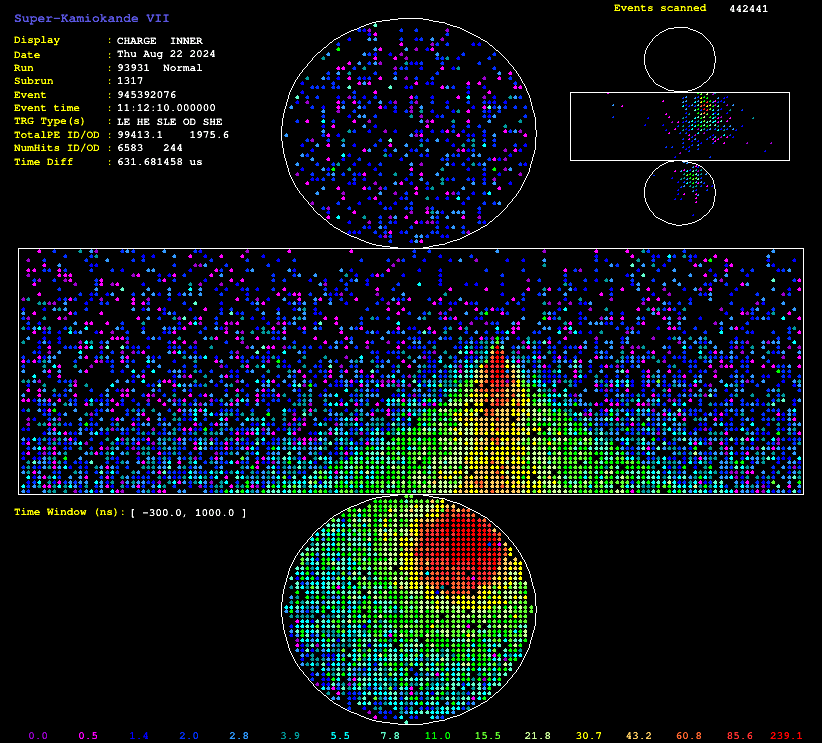 Super-Kamiokande VII
Events scanned 442441
Display : CHARGE INNER
Date : Thu Aug 22 2024
Run : 93931 Normal
Subrun : 1317
Event : 945392076
Event time : 11:12:10.000000
TRG Type(s) : LE HE SLE OD SHE
TotalPE ID/OD : 99413.1 1975.6
NumHits ID/OD : 6583 244
Time Diff : 631.681458 us
Time Window (ns): [ -300.0, 1000.0 ]
0.0 0.5 1.4 2.0 2.8 3.9 5.5 7.8 11.0 15.5 21.8 30.7 43.2 60.8 85.6 239.1